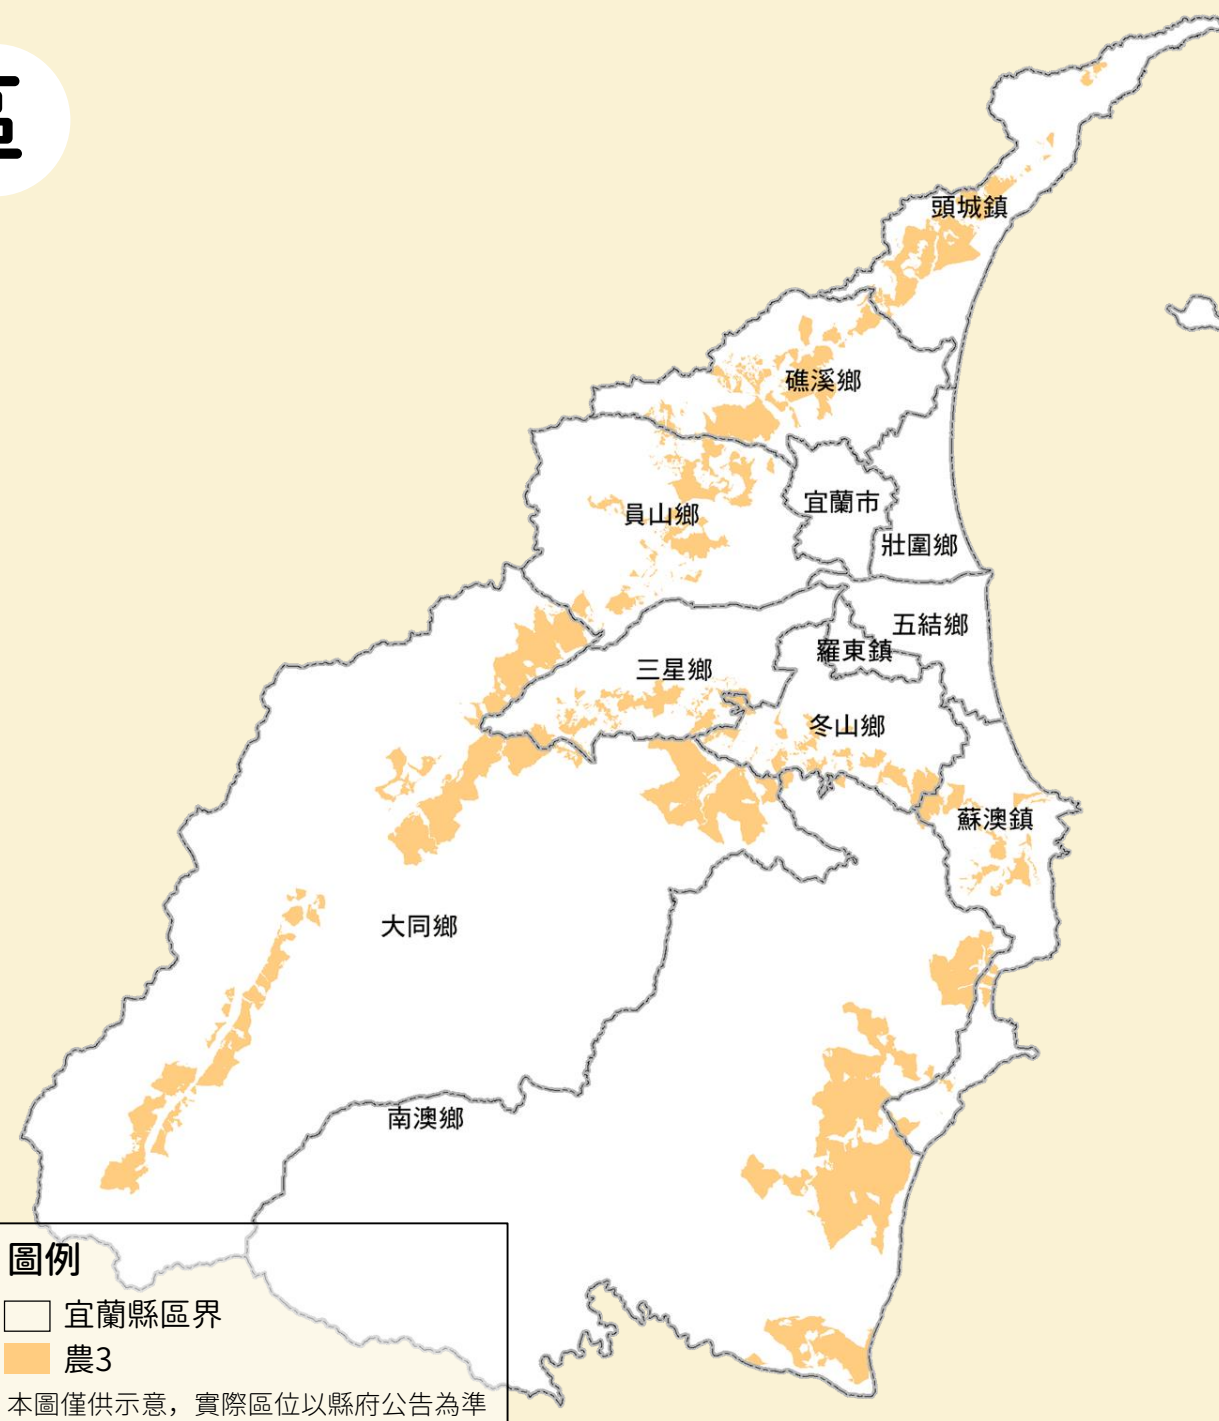 區
頭城鎮
礁溪鄉
員山鄉
宜蘭市
壯圍鄉
五結鄉
羅東鎮
三星鄉
冬山鄉
蘇澳鎮
大同鄉
南澳鄉
圖例
宜蘭縣區界
農3
本圖僅供示意，實際區位以縣府公告為準